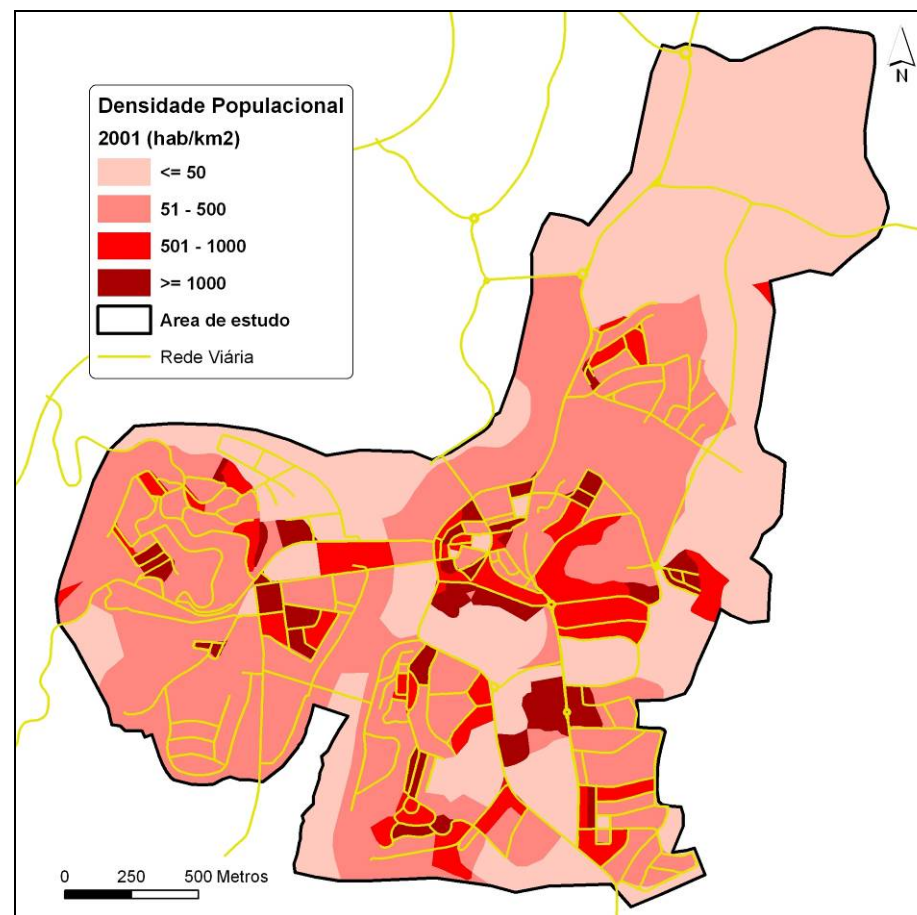 N
Densidade Populacional
2001 (hab/km2)
<= 50
51 - 500
501 - 1000
>= 1000
Area de estudo
Rede Viária
0 250 500 Metros